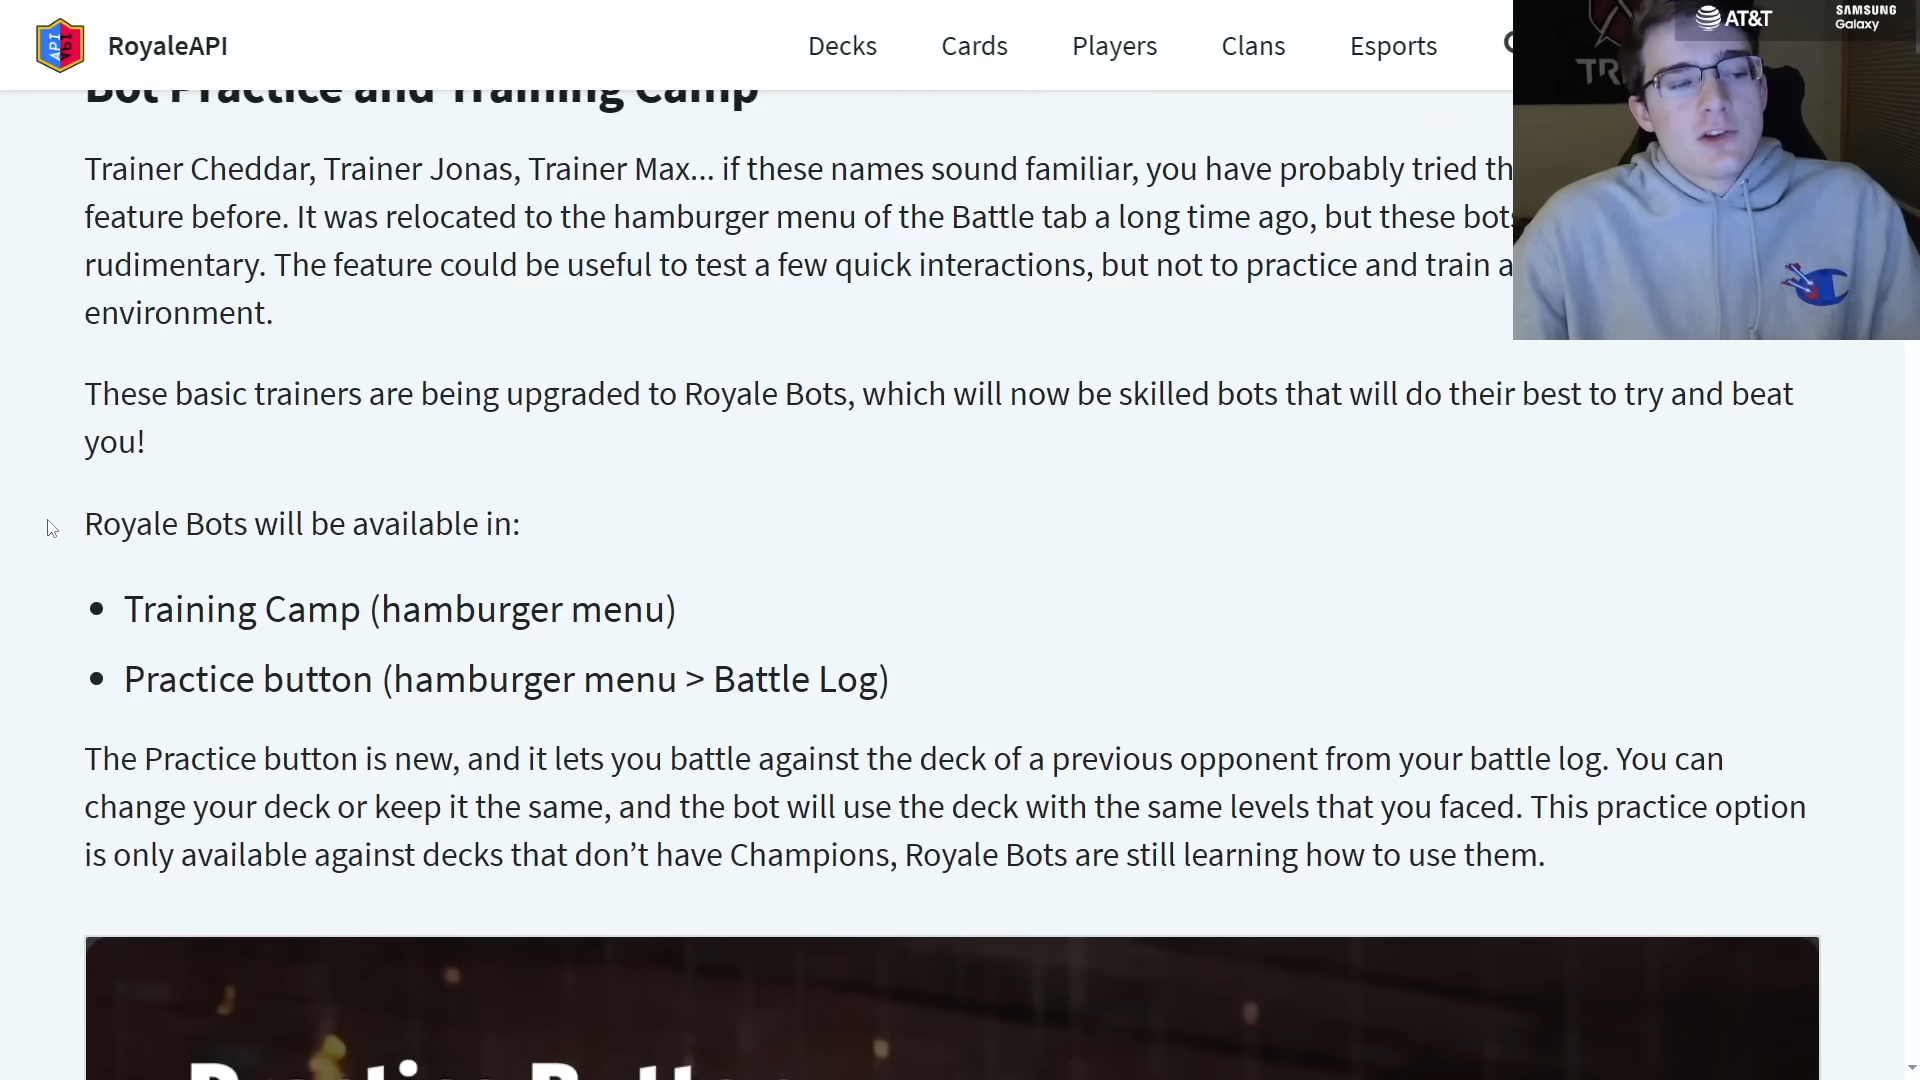 RoyaleAPI
Decks
Cards
Players
Clans
Esports
AT&T
SAMSUNG
Galaxy
Bot Practice and Training Camp
Trainer Cheddar, Trainer Jonas, Trainer Max... if these names sound familiar, you have probably tried th
feature before. It was relocated to the hamburger menu of the Battle tab a long time ago, but these bots
rudimentary. The feature could be useful to test a few quick interactions, but not to practice and train a
environment.
These basic trainers are being upgraded to Royale Bots, which will now be skilled bots that will do their best to try and beat
you!
Royale Bots will be available in:
• Training Camp (hamburger menu)
• Practice button (hamburger menu > Battle Log)
The Practice button is new, and it lets you battle against the deck of a previous opponent from your battle log. You can
change your deck or keep it the same, and the bot will use the deck with the same levels that you faced. This practice option
is only available against decks that don’t have Champions, Royale Bots are still learning how to use them.
Practice Button